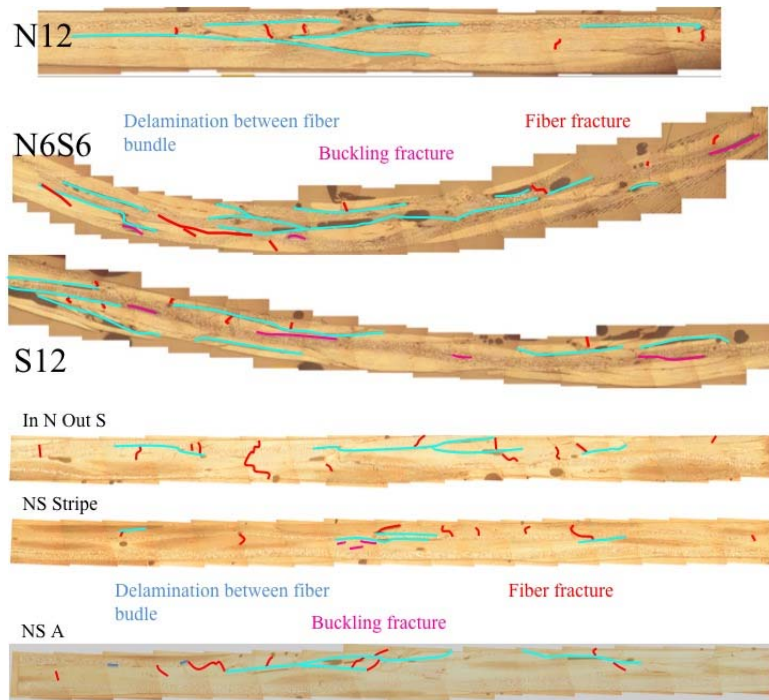 N12
Delamination between fiber
bundle
Fiber fracture
N6S6
Buckling fracture
S12
In N Out S
NS Stripe
Delamination between fiber
budle
Fiber fracture
Buckling fracture
NS A